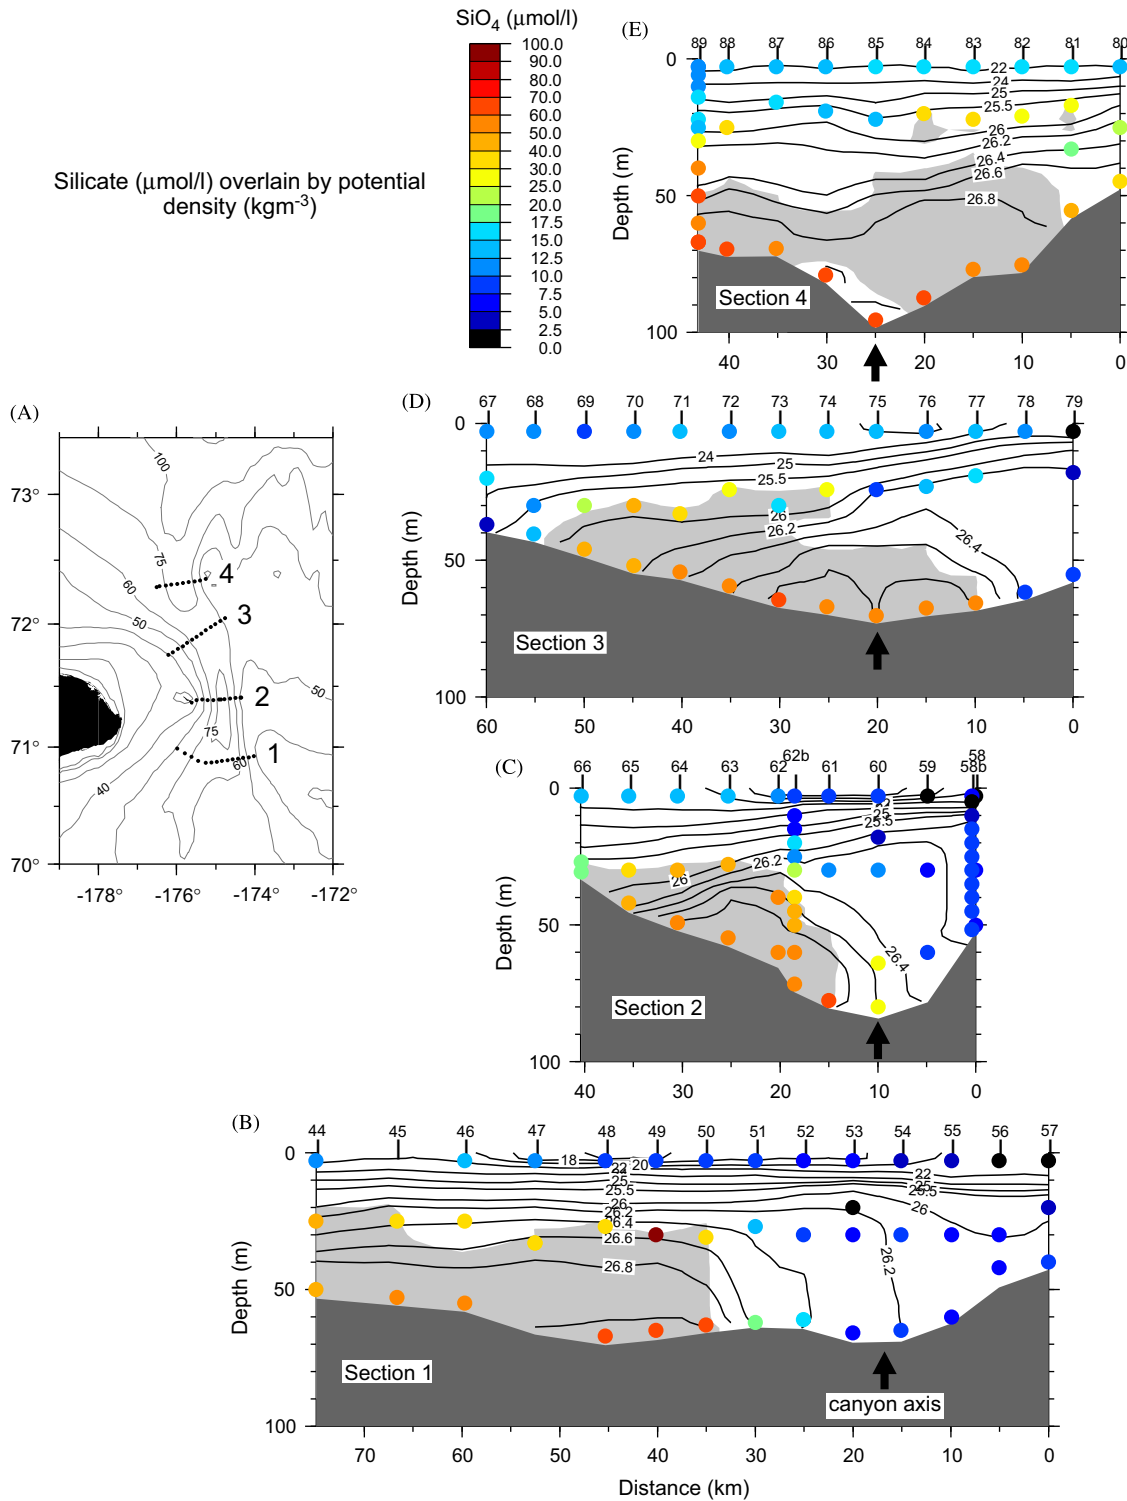 SiO4 (μmol/l)
100.0
90.0
80.0
70.0
60.0
50.0
40.0
30.0
25.0
20.0
17.5
15.0
12.5
10.0
7.5
5.0
2.5
0.0
Silicate (μmol/l) overlain by potential
density (kgm-3)
(E)
89 88 87 86 85 84 83 82 81 80
22
24
25
25.5
26
26.2
26.4
26.6
26.8
0
50
100
Depth (m)
Section 4
40 30 20 10 0
(A)
73°
72°
71°
70°
-178° -176° -174° -172°
100
75
60
50
50
75
60
40
4
3
2
1
(D)
67 68 69 70 71 72 73 74 75 76 77 78 79
24
25
25.5
26
26.2
26.4
0
50
100
Depth (m)
Section 3
60 50 40 30 20 10 0
(C)
62b 58
66 65 64 63 62 61 60 59 58b
25
25.5
26
26.2
26.4
0
50
100
Depth (m)
Section 2
40 30 20 10 0
(B)
44 45 46 47 48 49 50 51 52 53 54 55 56 57
18 20
22 22
25 25
25.5 25.5
26 26
26.2
26.4
26.6
26.8
26.2
0
50
100
Depth (m)
Section 1
canyon axis
70 60 50 40 30 20 10 0
Distance (km)